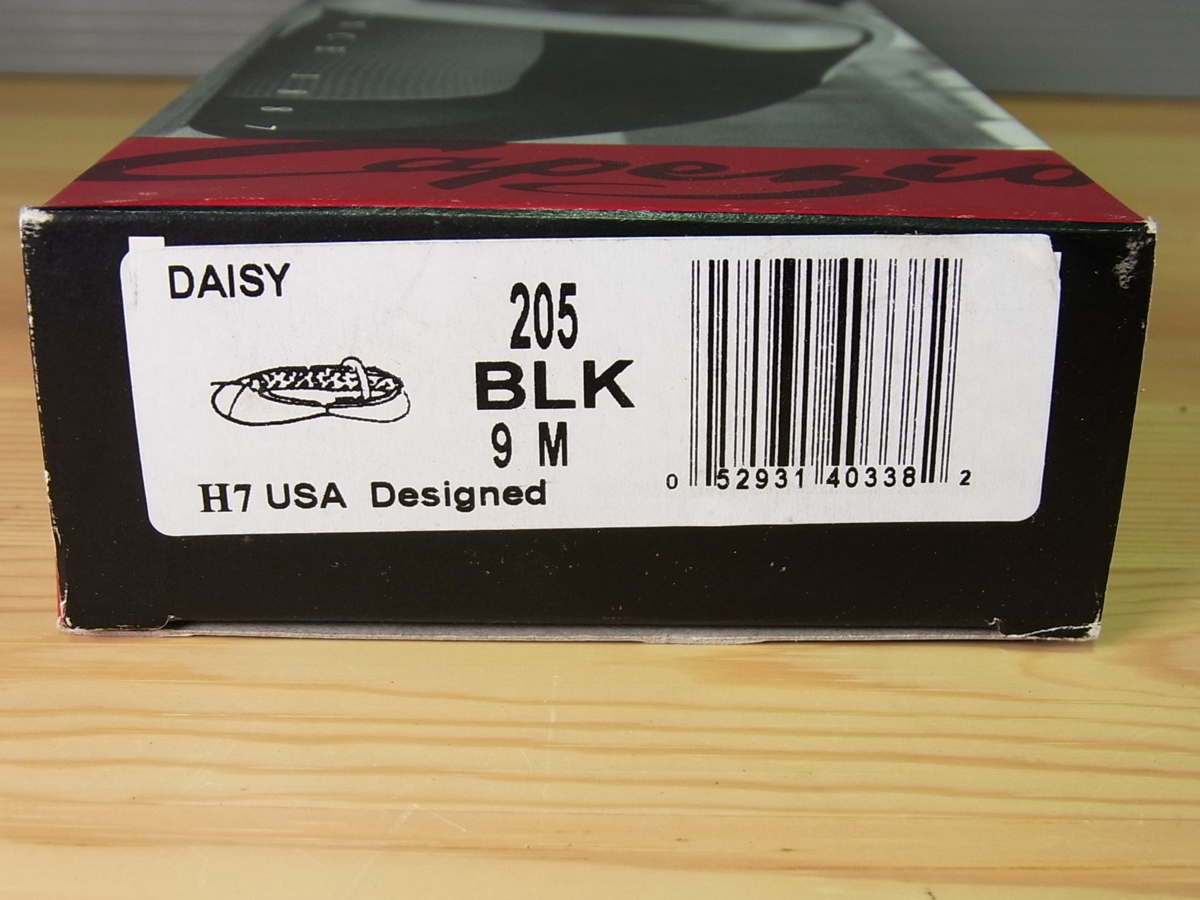 Capezio®
DAISY
205
BLK
9 M
H7 USA Designed
0 52931 40338 2